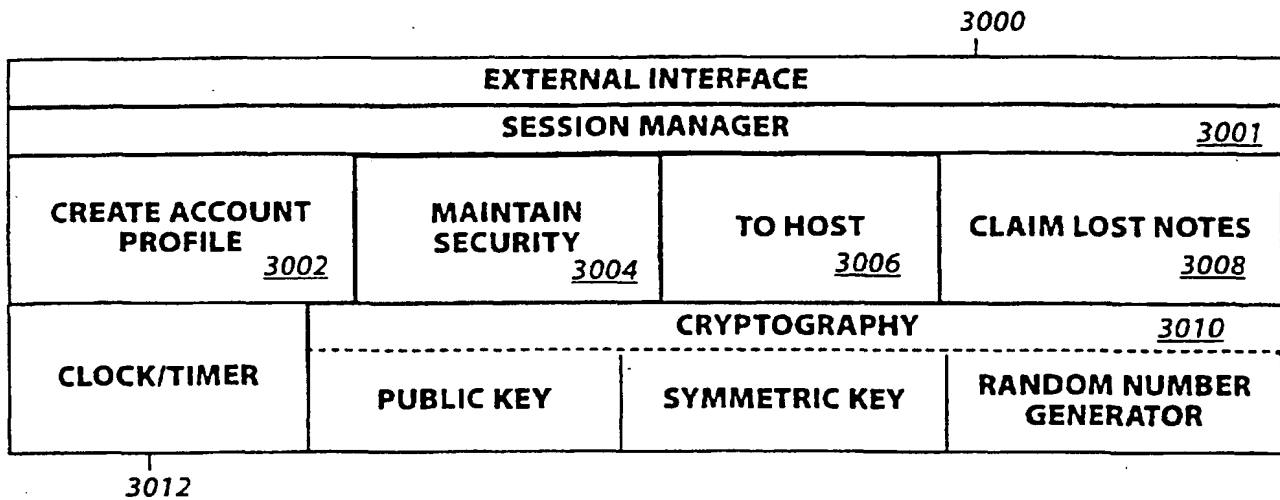 3000
EXTERNAL INTERFACE
SESSION MANAGER 3001
CREATE ACCOUNT
PROFILE
3002
MAINTAIN
SECURITY
3004
TO HOST
3006
CLAIM LOST NOTES
3008
CLOCK/TIMER
CRYPTOGRAPHY 3010
PUBLIC KEY
SYMMETRIC KEY
RANDOM NUMBER
GENERATOR
3012